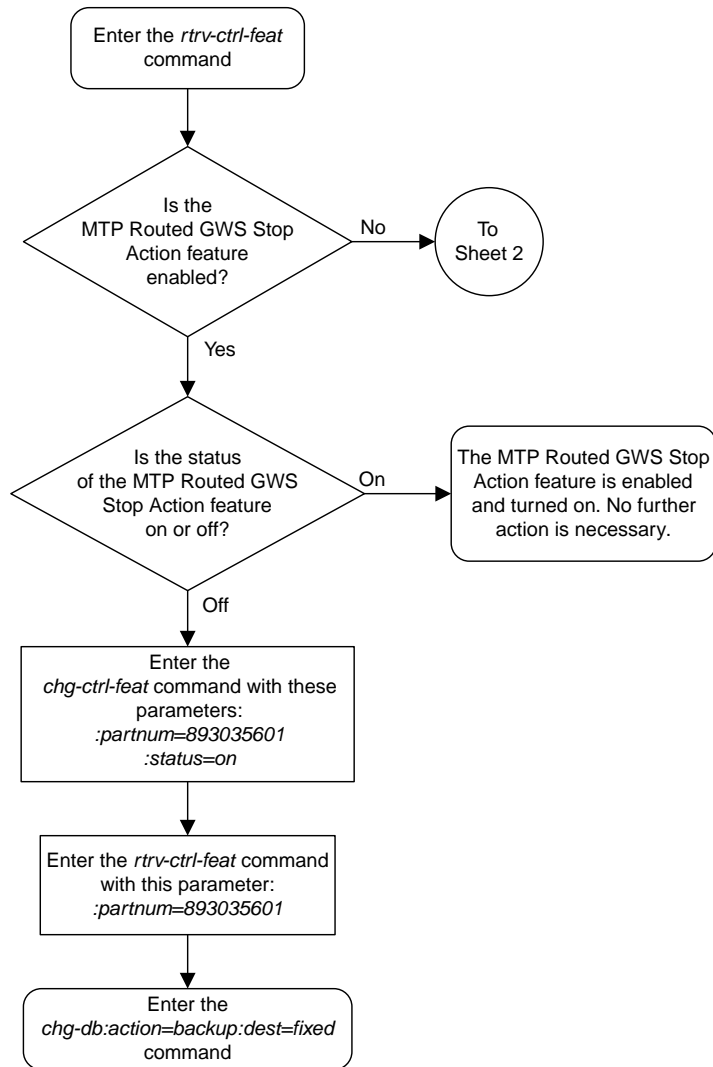 Enter the rtrv-ctrl-feat
command
Is the
MTP Routed GWS Stop
Action feature
enabled?
No
To
Sheet 2
Yes
Is the status
of the MTP Routed GWS
Stop Action feature
on or off?
On
The MTP Routed GWS Stop
Action feature is enabled
and turned on. No further
action is necessary.
Off
Enter the
chg-ctrl-feat command with these
parameters:
:partnum=893035601
:status=on
Enter the rtrv-ctrl-feat command
with this parameter:
:partnum=893035601
Enter the
chg-db:action=backup:dest=fixed
command